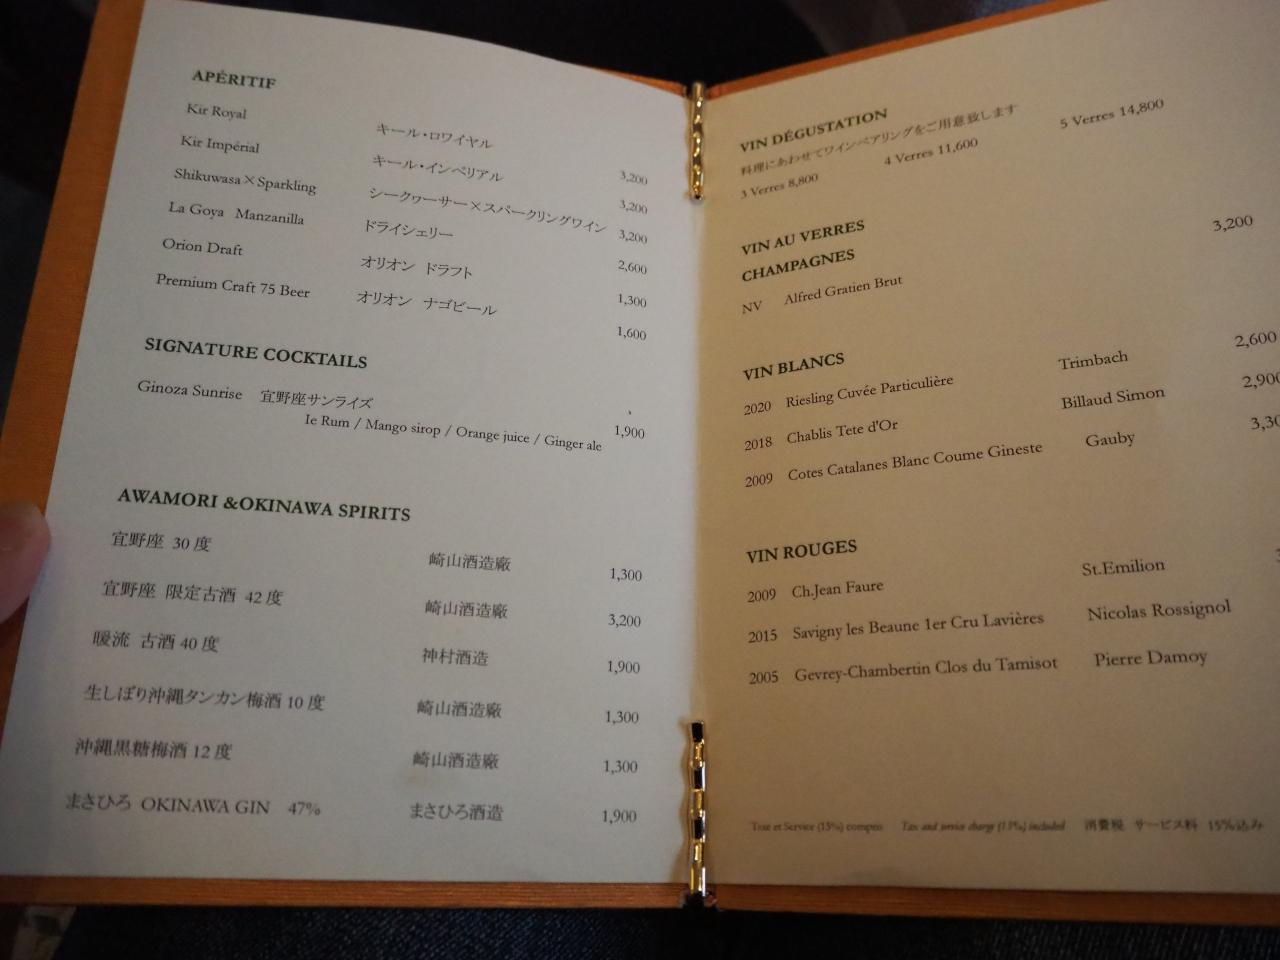 APÉRITIF
Kir Royal キール・ロワイヤル 3,200
Kir Impérial キール・インペリアル 3,200
Shikuwasa×Sparkling シークヮーサー×スパークリングワイン 3,200
La Goya Manzanilla ドライシェリー 2,600
Orion Draft オリオン ドラフト 1,300
Premium Craft 75 Beer オリオン ナゴビール 1,600
SIGNATURE COCKTAILS
Ginoza Sunrise 宜野座サンライズ
Ie Rum / Mango sirop / Orange juice / Ginger ale 1,900
AWAMORI &OKINAWA SPIRITS
宜野座 30 度 崎山酒造廠 1,300
宜野座 限定古酒 42 度 崎山酒造廠 3,200
暖流 古酒 40 度 神村酒造 1,900
生しぼり沖縄タンカン梅酒 10 度 崎山酒造廠 1,300
沖縄黒糖梅酒 12 度 崎山酒造廠 1,300
まさひろ OKINAWA GIN 47% まさひろ酒造 1,900
VIN DÉGUSTATION
料理にあわせてワインペアリングをご用意致します
3 Verres 8,800 4 Verres 11,600 5 Verres 14,800
VIN AU VERRES
CHAMPAGNES
NV Alfred Gratien Brut 3,200
VIN BLANCS
2020 Riesling Cuvée Particulière Trimbach 2,600
2018 Chablis Tete d'Or Billaud Simon 2,900
2009 Cotes Catalanes Blanc Coume Gineste Gauby 3,30
VIN ROUGES
2009 Ch.Jean Faure St.Emilion
2015 Savigny les Beaune 1er Cru Lavières Nicolas Rossignol
2005 Gevrey-Chambertin Clos du Tamisot Pierre Damoy
Taxe et Service (15%) compris Tax and service charge (15%) included 消費税 サービス料 15%込み